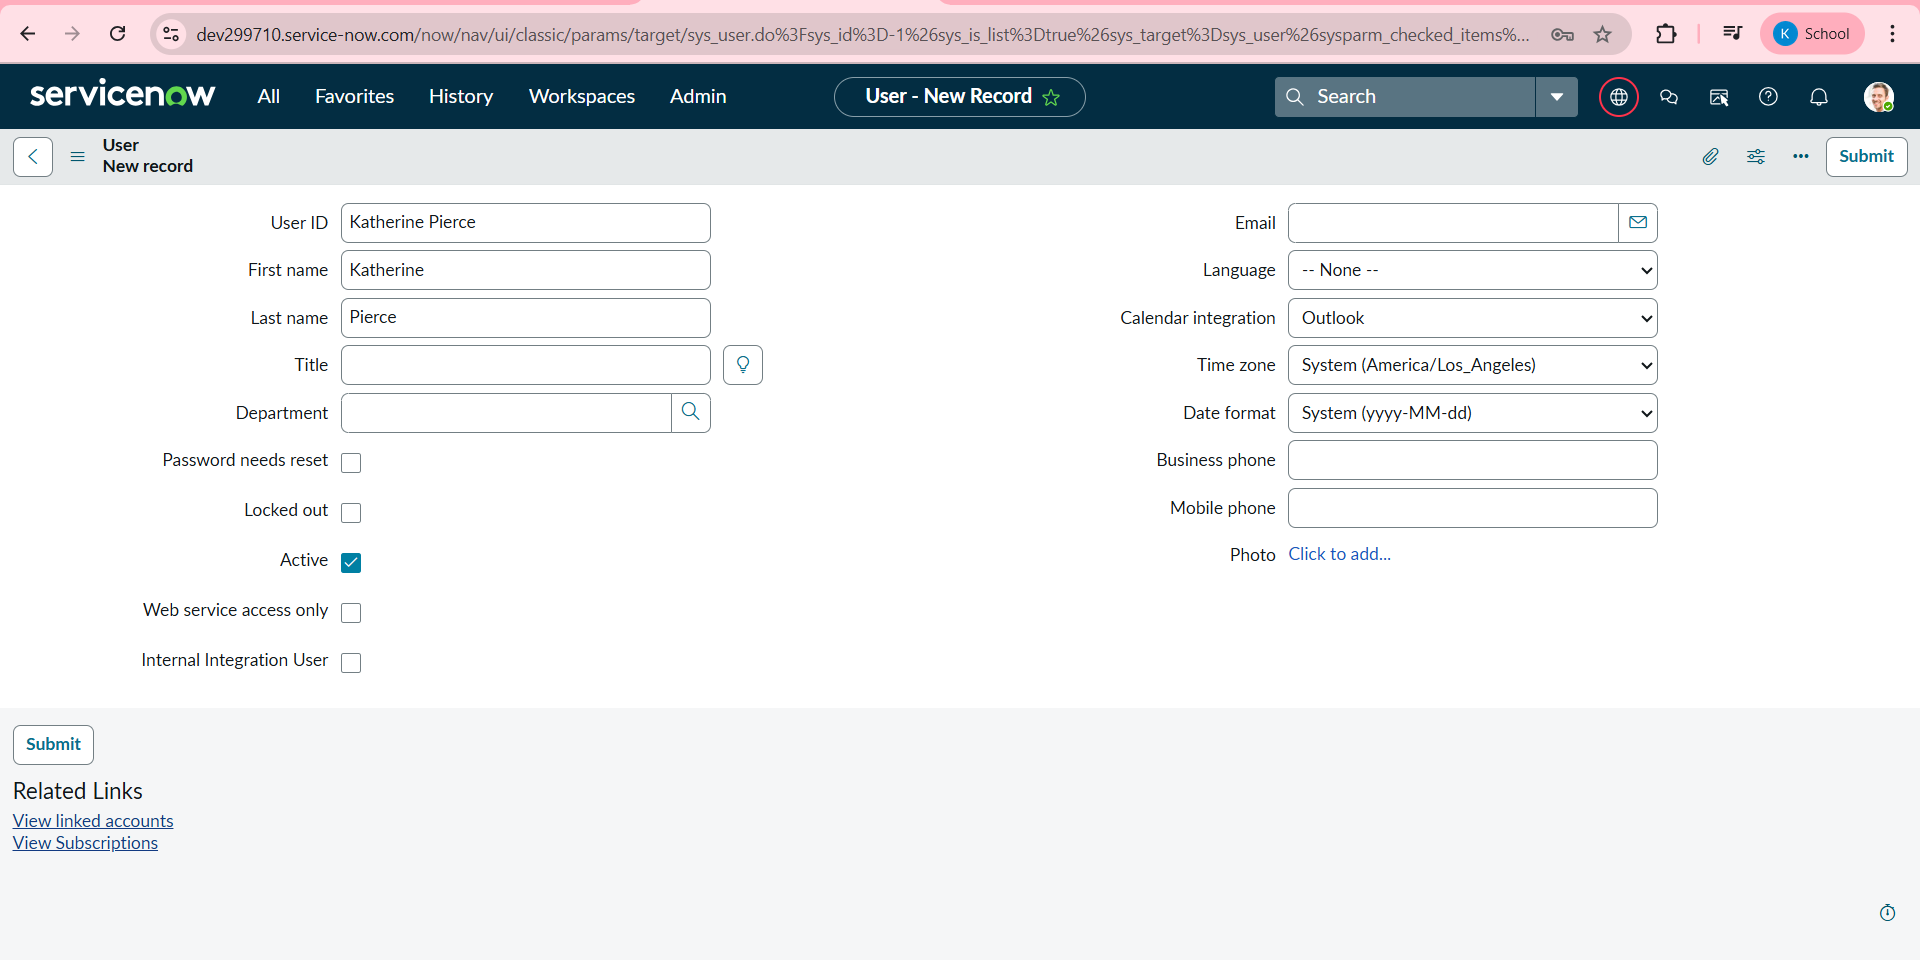 dev299710.service-now.com/now/nav/ui/classic/params/target/sys_user.do%3Fsys_id%3D-1%26sys_is_list%3Dtrue%26sys_target%3Dsys_user%26sysparm_checked_items%...
K School
servicenow All Favorites History Workspaces Admin User - New Record Search
User
New record
Submit
User ID Katherine Pierce
First name Katherine
Last name Pierce
Title
Department
Password needs reset
Locked out
Active
Web service access only
Internal Integration User
Email
Language -- None --
Calendar integration Outlook
Time zone System (America/Los_Angeles)
Date format System (yyyy-MM-dd)
Business phone
Mobile phone
Photo Click to add...
Submit
Related Links
View linked accounts
View Subscriptions